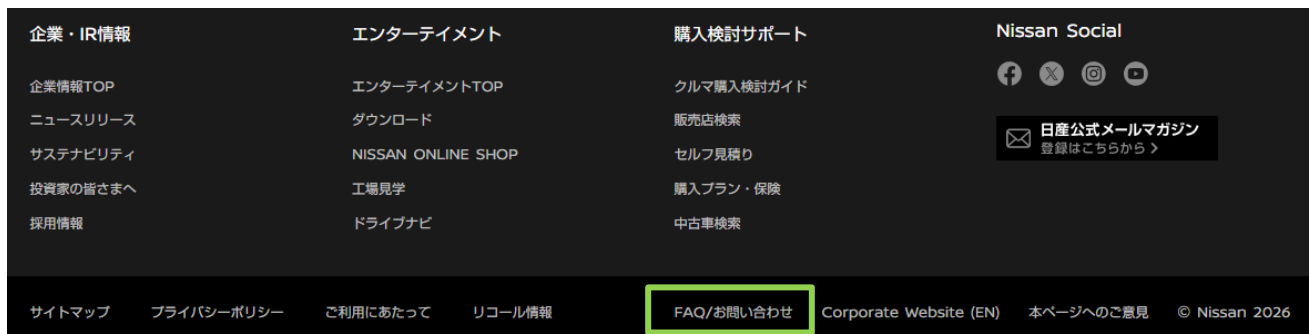 企業・IR情報
企業情報TOP
ニュースリリース
サステナビリティ
投資家の皆さまへ
採用情報
エンターテイメント
エンターテイメントTOP
ダウンロード
NISSAN ONLINE SHOP
工場見学
ドライブナビ
購入検討サポート
クルマ購入検討ガイド
販売店検索
セルフ見積り
購入プラン・保険
中古車検索
Nissan Social
日産公式メールマガジン
登録はこちらから >
サイトマップ プライバシーポリシー ご利用にあたって リコール情報 FAQ/お問い合わせ Corporate Website (EN) 本ページへのご意見 © Nissan 2026